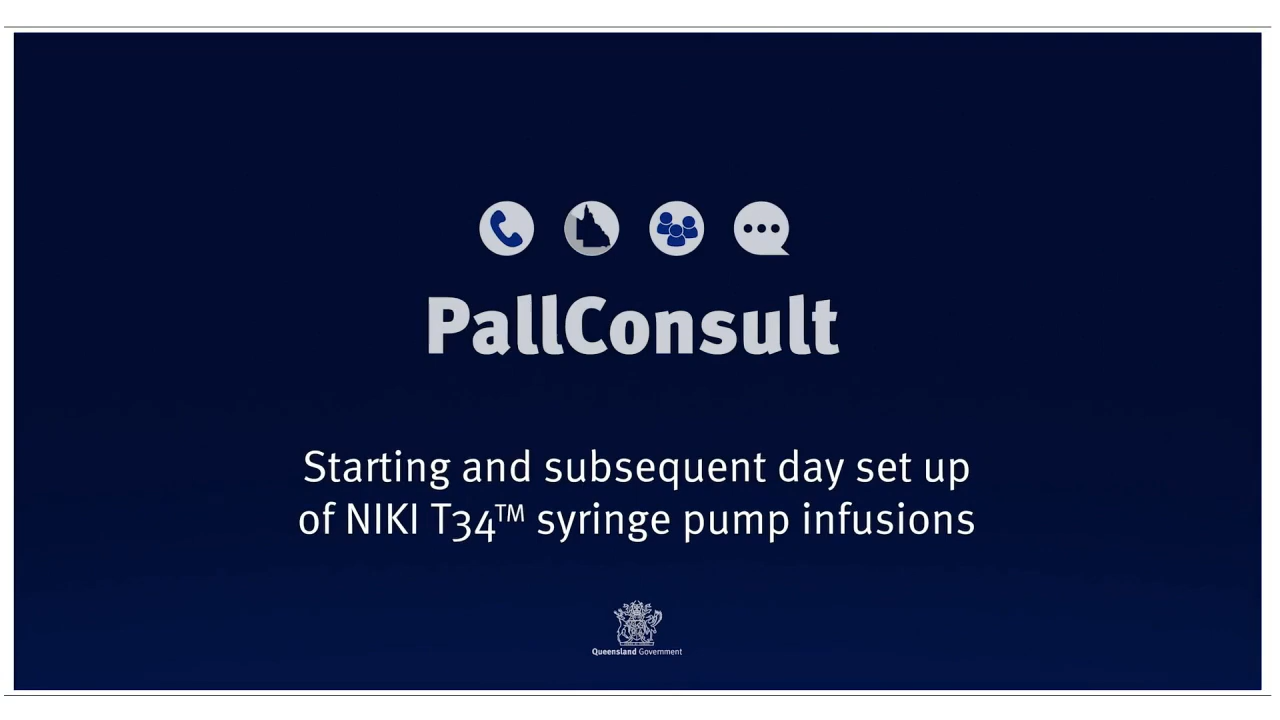 PallConsult
Starting and subsequent day set up
of NIKI T34™ syringe pump infusions
Queensland Government